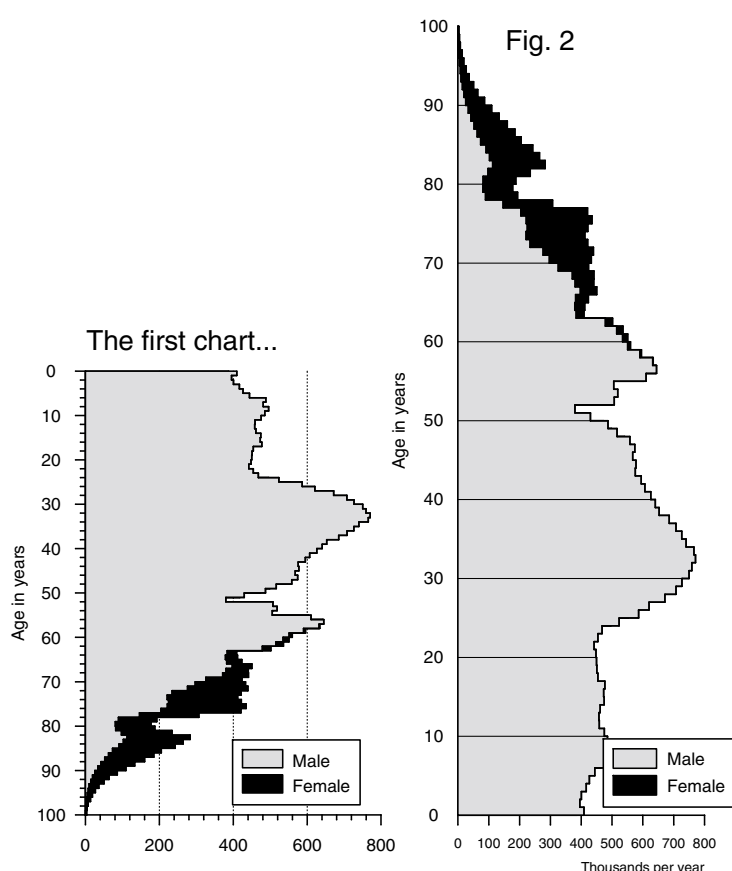 The first chart...
0
10
20
30
40
50
60
70
80
90
100
Age in years
0
200
400
600
800
Male
Female
Fig. 2
100
90
80
70
60
50
40
30
20
10
0
Age in years
0 100 200 300 400 500 600 700 800
Thousands per year
Male
Female